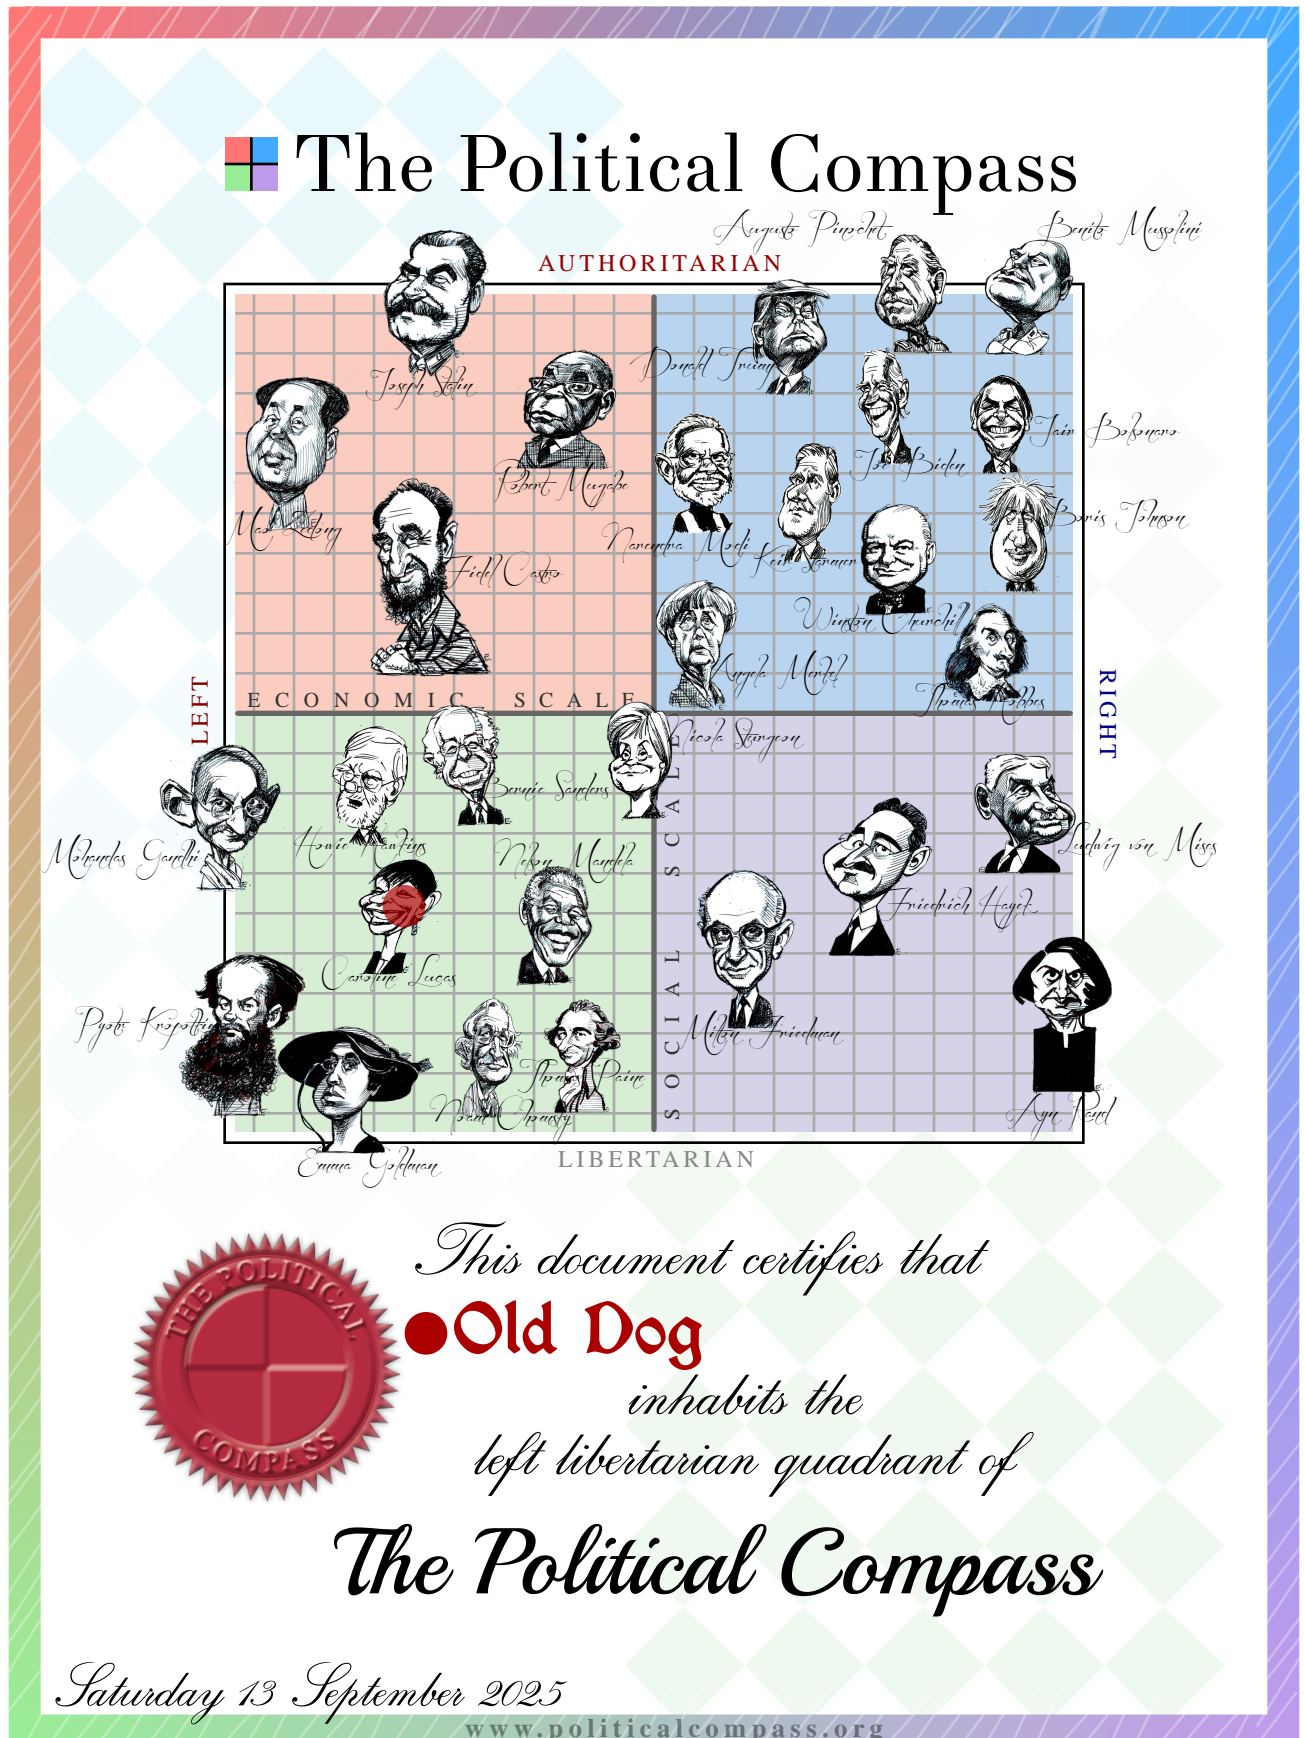 The Political Compass
Augusto Pinochet
Benito Mussolini
AUTHORITARIAN
Joseph Stalin
Donald Trump
Robert Mugabe
Jair Bolsonaro
Joe Biden
Mao Zedong
Boris Johnson
Narendra Modi
Keir Starmer
Fidel Castro
Winston Churchill
Angela Merkel
Thomas Hobbes
ECONOMIC SCALE
LEFT
RIGHT
Nicola Sturgeon
Bernie Sanders
Mohandas Gandhi
Howie Hawkins
Nelson Mandela
Ludwig von Mises
Friedrich Hayek
Caroline Lucas
SOCIAL SCALE
Pyotr Kropotkin
Milton Friedman
Thomas Paine
Noam Chomsky
Ayn Rand
Emma Goldman
LIBERTARIAN
THE POLITICAL
COMPASS
This document certifies that
Old Dog
inhabits the
left libertarian quadrant of
The Political Compass
Saturday 13 September 2025
www.politicalcompass.org